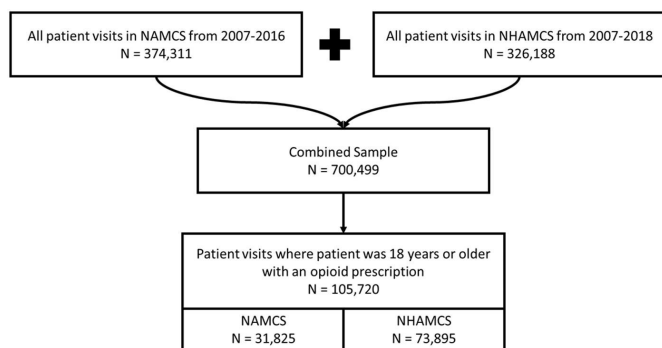 All patient visits in NAMCS from 2007-2016
N = 374,311
All patient visits in NHAMCS from 2007-2018
N = 326,188
Combined Sample
N = 700,499
Patient visits where patient was 18 years or older
with an opioid prescription
N = 105,720
NAMCS
N = 31,825
NHAMCS
N = 73,895